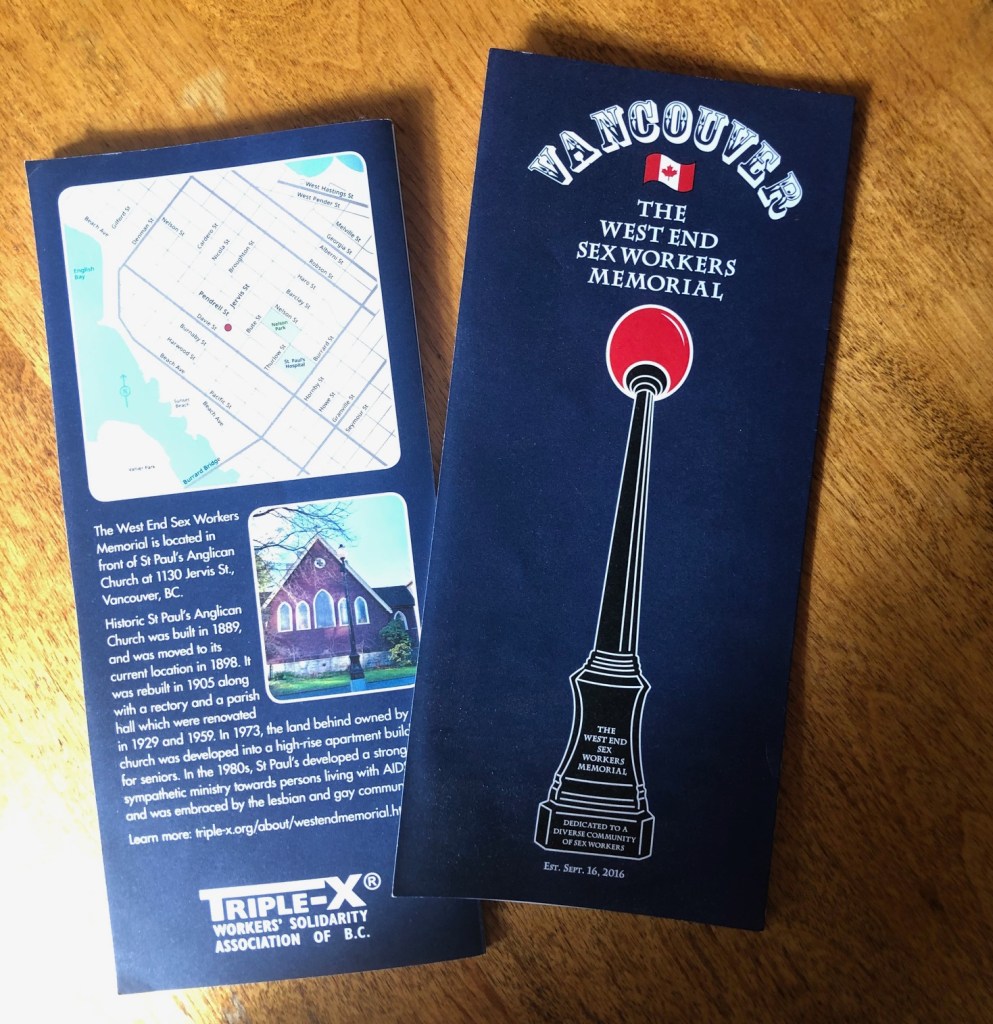 West Hastings St
West Pender St
Melville St
Georgia St
Alberni St
Robson St
Haro St
Barclay St
Nelson St
Gilford St
Beach Ave
Denman St
Nelson St
Cardero St
Nicola St
Broughton St
Jervis St
Pendrell St
Davie St
Bute St
Nelson
Park
Burnaby St
Harwood St
Beach Ave
Thurlow St
St. Paul's
Hospital
Burrard St
English
Bay
Pacific St
Beach Ave
Hornby St
Howe St
Granville St
Seymour St
Sunset
Beach
Vanier Park
Burrard Bridge
The West End Sex Workers
Memorial is located in
front of St Paul's Anglican
Church at 1130 Jervis St.,
Vancouver, BC.
Historic St Paul's Anglican
Church was built in 1889,
and was moved to its
current location in 1898. It
was rebuilt in 1905 along
with a rectory and a parish
hall which were renovated
in 1929 and 1959. In 1973, the land behind owned by
church was developed into a high-rise apartment
for seniors. In the 1980s, St Paul's developed a strong
sympathetic ministry towards persons living with AIDS
and was embraced by the lesbian and gay
Learn more: triple-x.org/about/westendmemorial.
TRIPLE-X®
WORKERS' SOLIDARITY
ASSOCIATION OF B.C.
VANCOUVER
THE
WEST END
SEX WORKERS
MEMORIAL
THE
WEST END
SEX
WORKERS
MEMORIAL
DEDICATED TO A
DIVERSE COMMUNITY
OF SEX WORKERS
EST. SEPT. 16, 2016